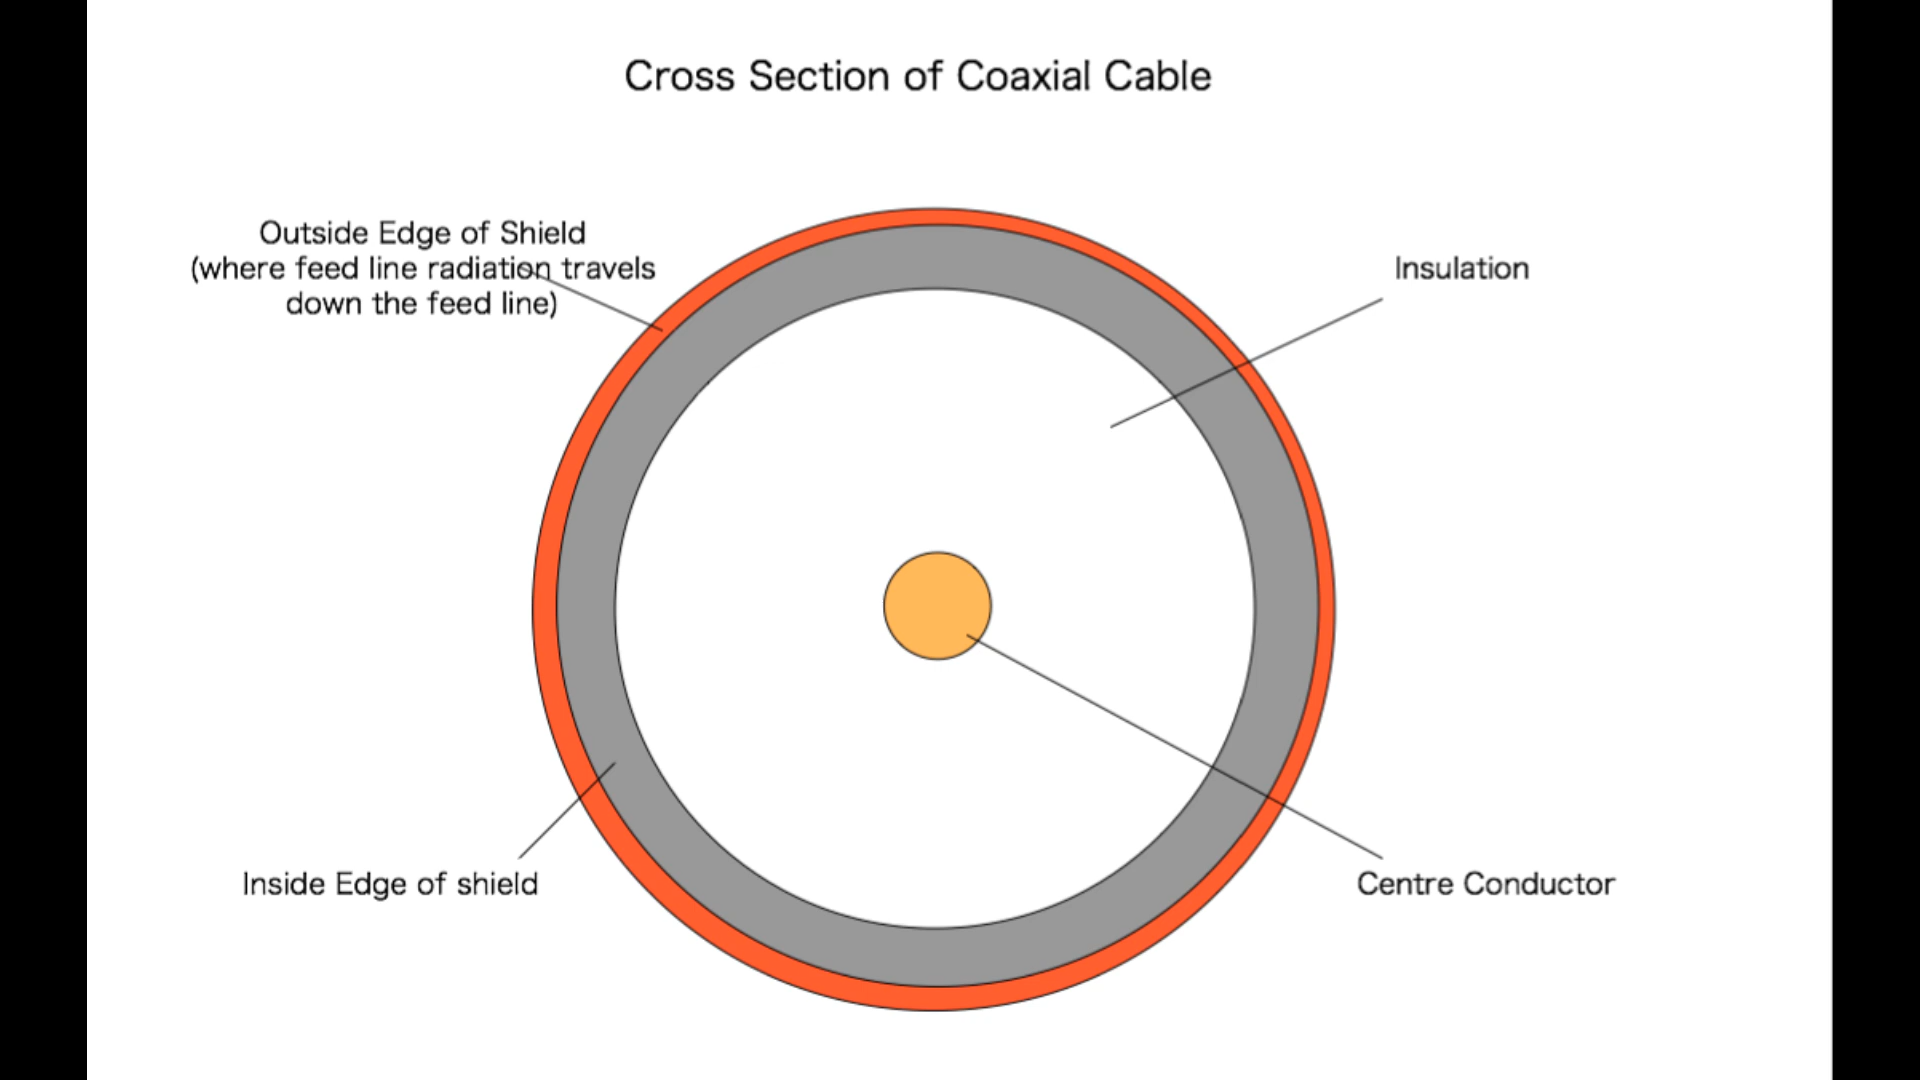 Cross Section of Coaxial Cable
Outside Edge of Shield
(where feed line radiation travels
down the feed line)
Insulation
Inside Edge of shield
Centre Conductor